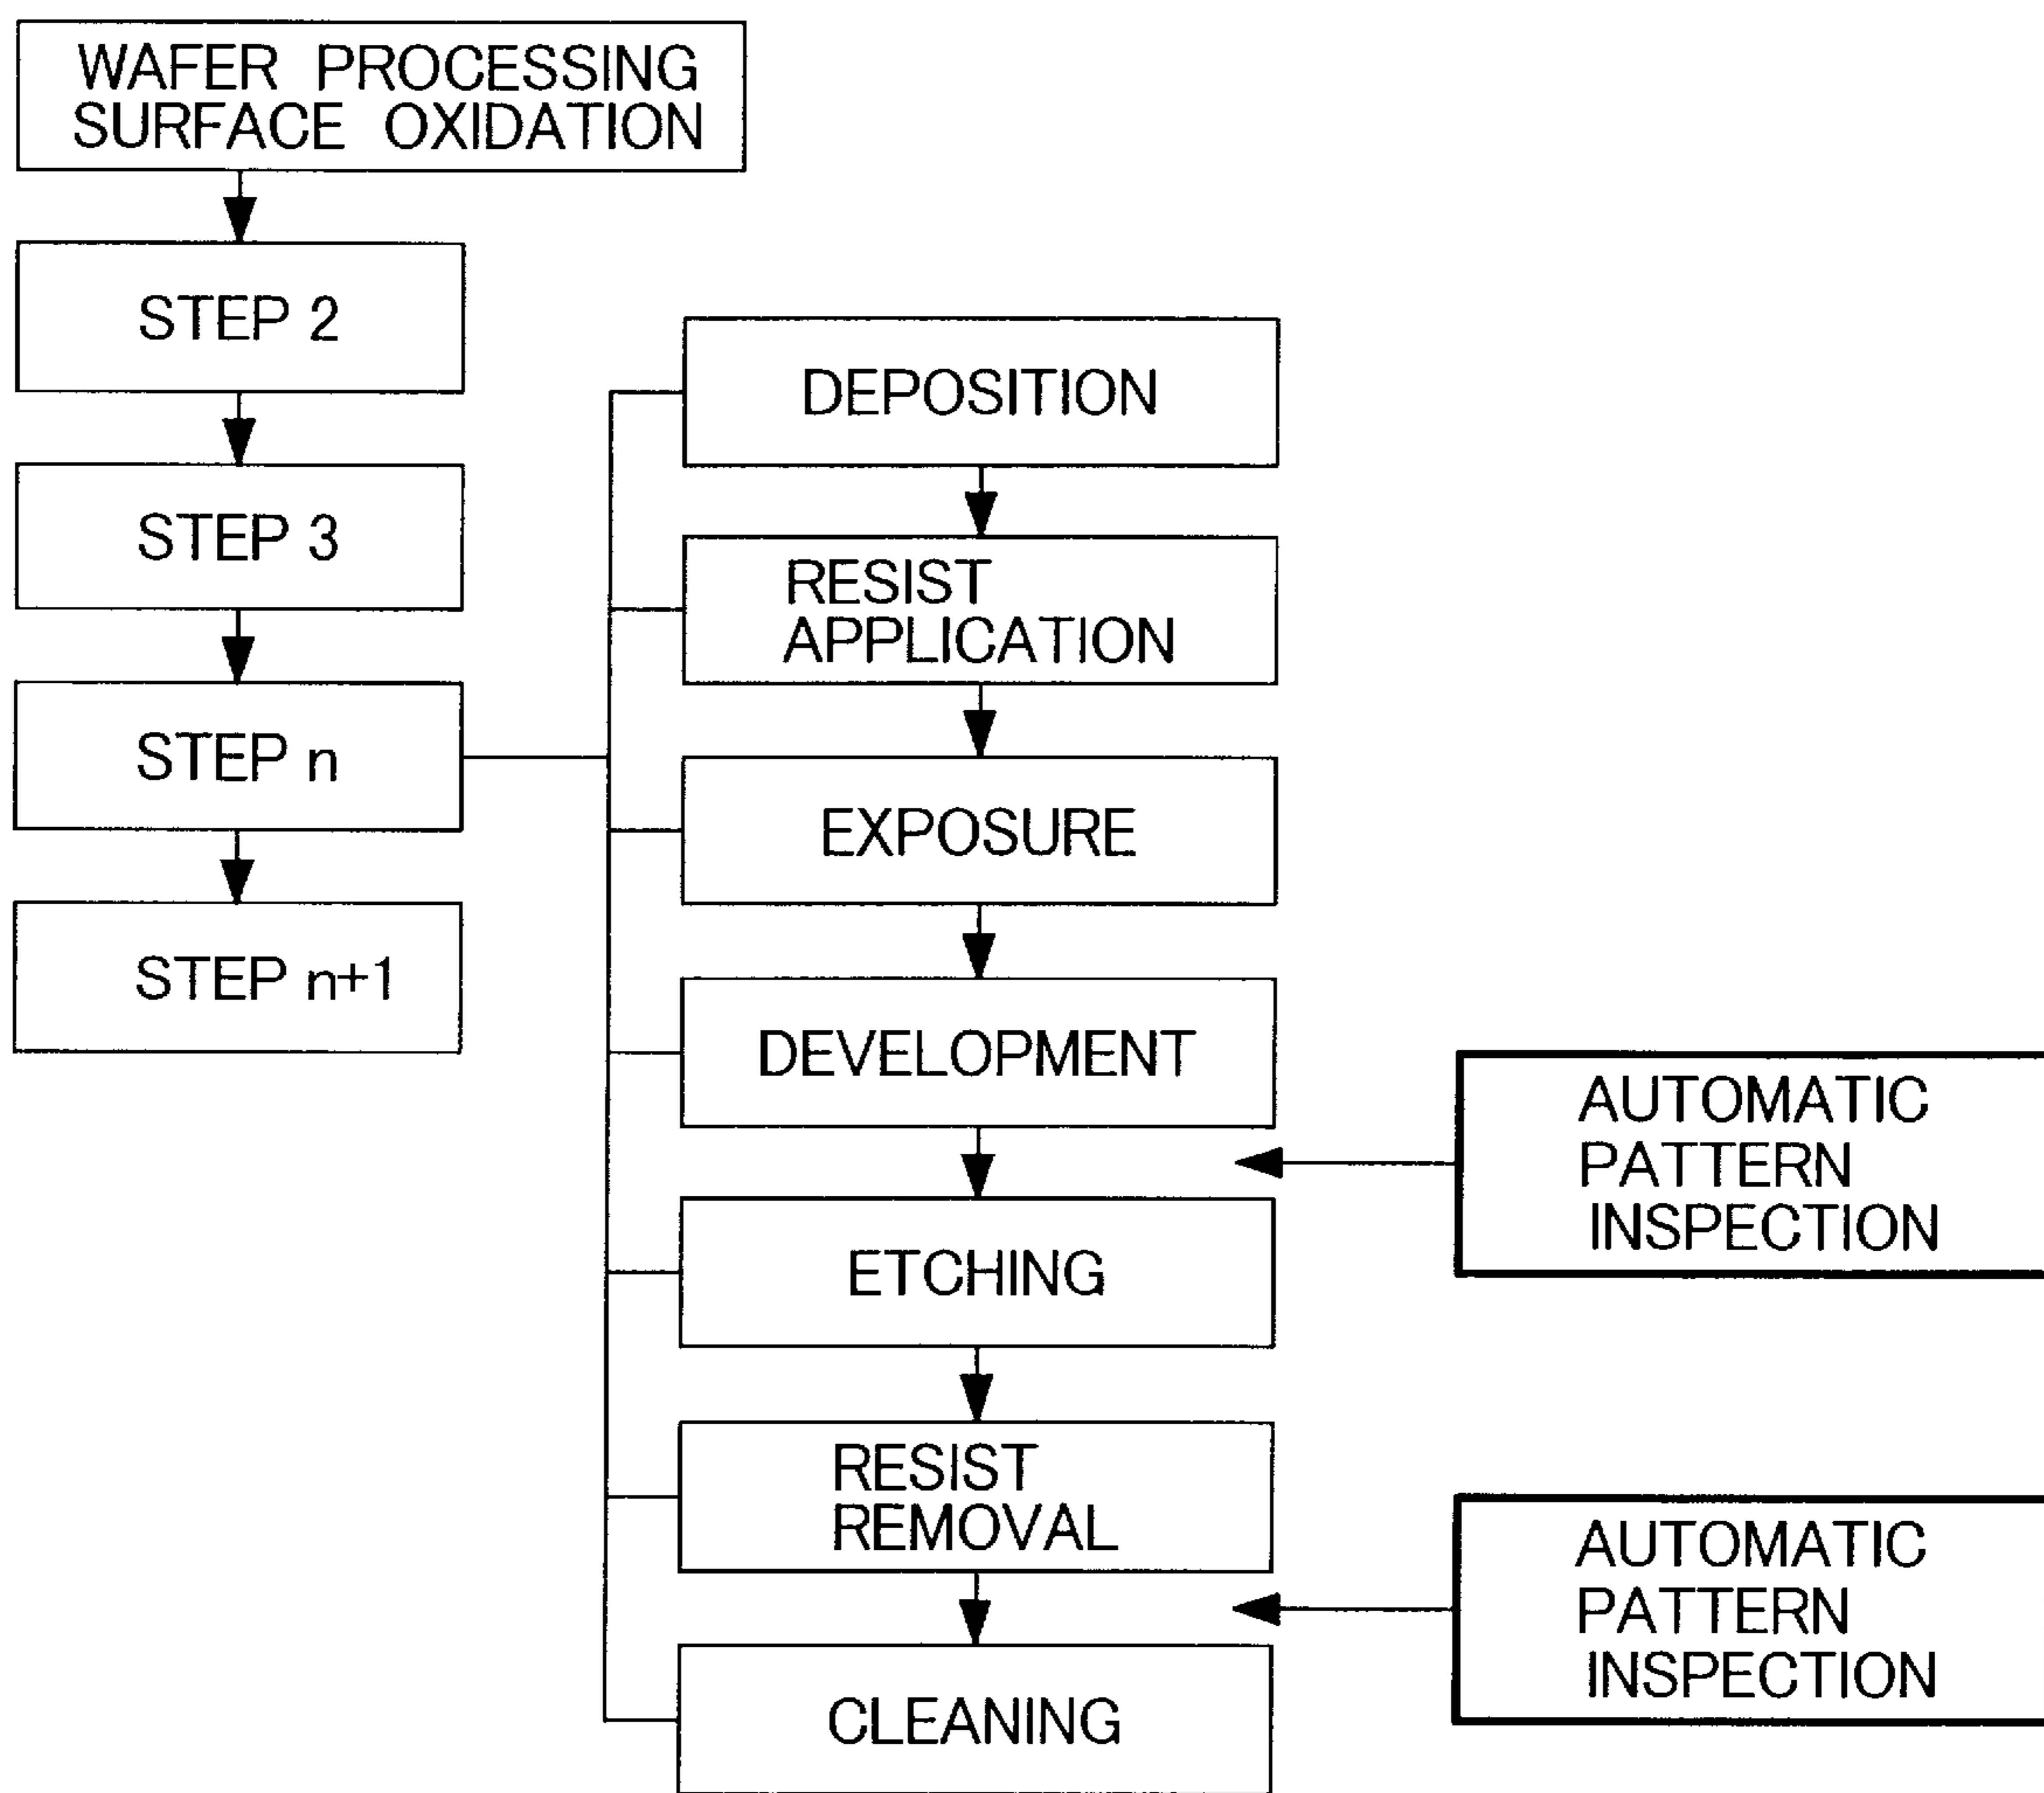 WAFER PROCESSING
SURFACE OXIDATION
STEP 2
STEP 3
STEP n
STEP n+1
DEPOSITION
RESIST
APPLICATION
EXPOSURE
DEVELOPMENT
ETCHING
RESIST
REMOVAL
CLEANING
AUTOMATIC
PATTERN
INSPECTION
AUTOMATIC
PATTERN
INSPECTION